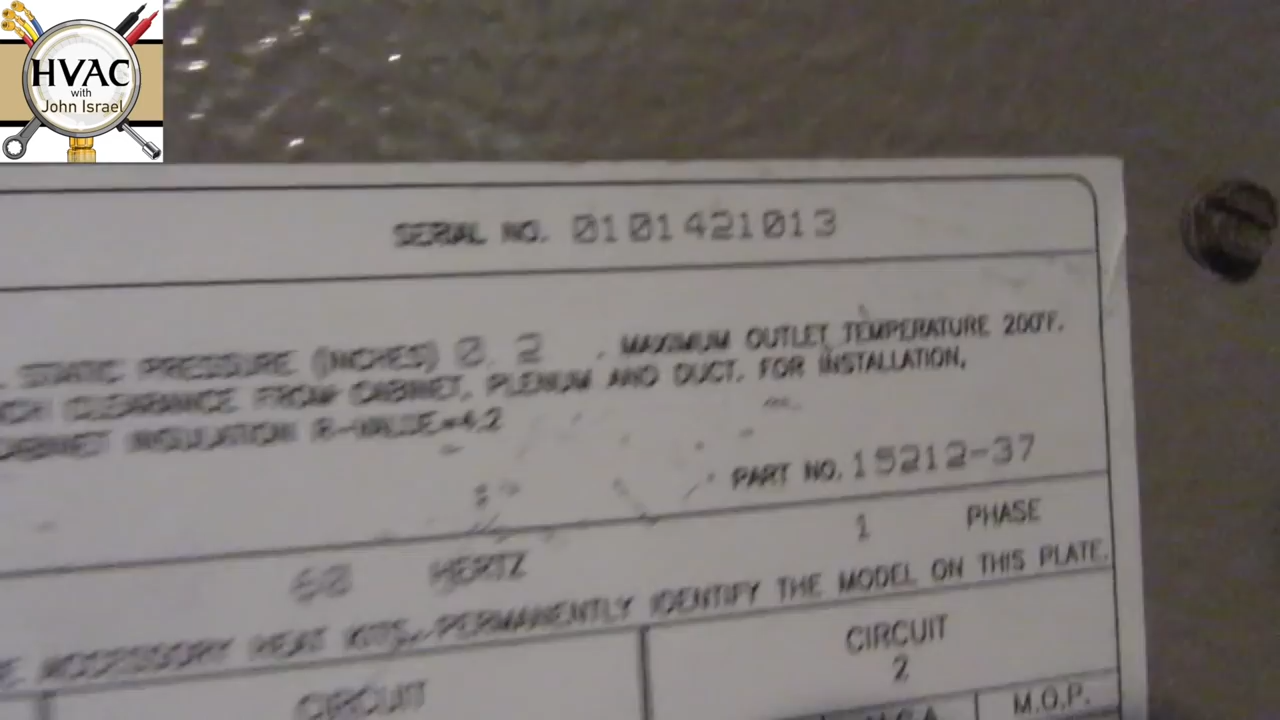 HVAC
with
John Israel
SERIAL NO. 0101421013
STATIC PRESSURE (INCHES) 0.2 . MAXIMUM OUTLET TEMPERATURE 200°F.
CLEARANCE FROM CABINET, PLENUM AND DUCT. FOR INSTALLATION,
CABINET INSULATION R-VALUE=4.2
PART NO. 15212-37
60 HERTZ 1 PHASE
ACCESSORY HEAT KITS, PERMANENTLY IDENTIFY THE MODEL ON THIS PLATE.
CIRCUIT
CIRCUIT
2
M.O.P.